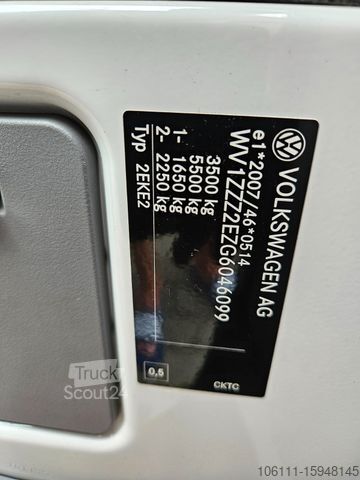 VOLKSWAGEN AG
e1*2007/46*0514
WV1ZZZ2EZG6046099
3500 kg
5500 kg
1- 1650 kg
2- 2250 kg
Typ 2EKE2
0,5
CKTC
Truck
Scout24
106111-15948145